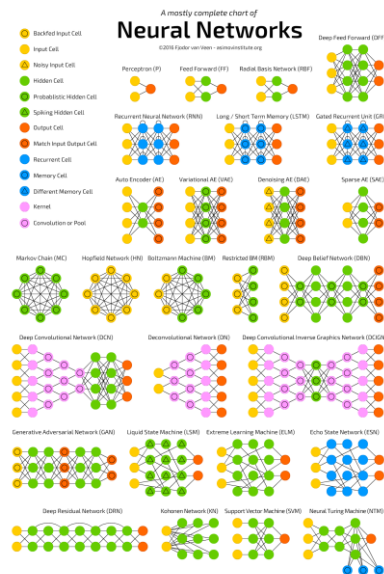 A mostly complete chart of
Neural Networks
©2016 Fjodor van Veen - asimovinstitute.org
Backfed Input Cell
Input Cell
Noisy Input Cell
Hidden Cell
Probablistic Hidden Cell
Spiking Hidden Cell
Output Cell
Match Input Output Cell
Recurrent Cell
Memory Cell
Different Memory Cell
Kernel
Convolution or Pool
Deep Feed Forward (DFF
Perceptron (P)
Feed Forward (FF)
Radial Basis Network (RBF)
Recurrent Neural Network (RNN)
Long / Short Term Memory (LSTM)
Gated Recurrent Unit (GRI
Auto Encoder (AE)
Variational AE (VAE)
Denoising AE (DAE)
Sparse AE (SAE)
Markov Chain (MC)
Hopfield Network (HN)
Boltzmann Machine (BM)
Restricted BM (RBM)
Deep Belief Network (DBN)
Deep Convolutional Network (DCN)
Deconvolutional Network (DN)
Deep Convolutional Inverse Graphics Network (DCIGN
Generative Adversarial Network (GAN)
Liquid State Machine (LSM)
Extreme Learning Machine (ELM)
Echo State Network (ESN)
Deep Residual Network (DRN)
Kohonen Network (KN)
Support Vector Machine (SVM)
Neural Turing Machine (NTM)